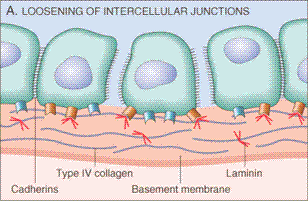 A. LOOSENING OF INTERCELLULAR JUNCTIONS
Type IV collagen
Laminin
Cadherins
Basement membrane